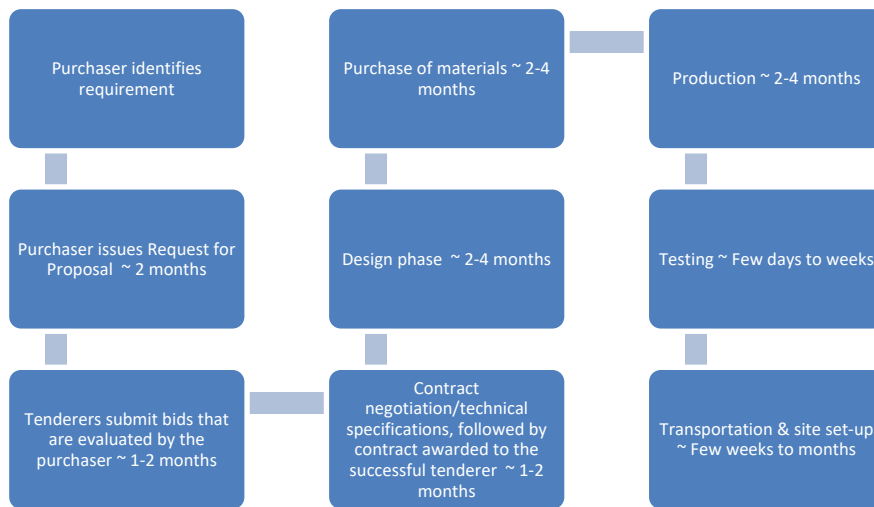 Purchaser identifies
requirement
Purchaser issues Request for
Proposal ~ 2 months
Tenderers submit bids that
are evaluated by the
purchaser ~ 1-2 months
Contract
negotiation/technical
specifications, followed by
contract awarded to the
successful tenderer ~ 1-2
months
Design phase ~ 2-4 months
Purchase of materials ~ 2-4
months
Production ~ 2-4 months
Testing ~ Few days to weeks
Transportation & site set-up
~ Few weeks to months